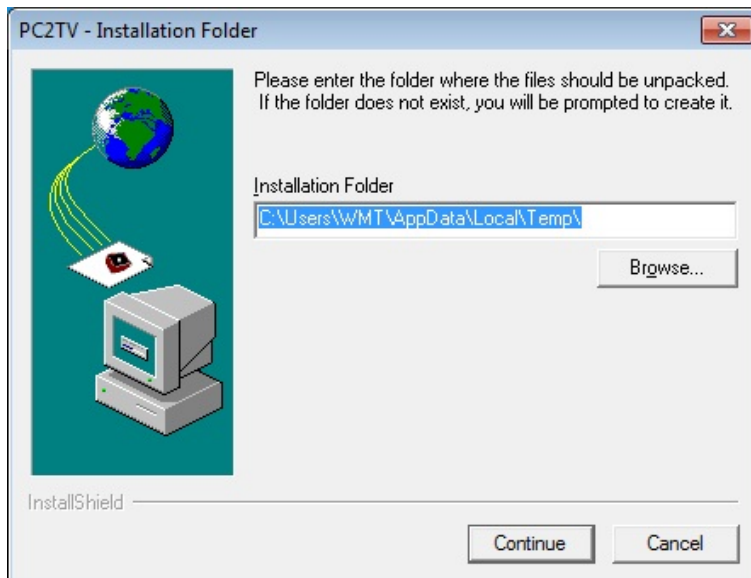 PC2TV - Installation Folder
Please enter the folder where the files should be unpacked.
If the folder does not exist, you will be prompted to create it.
Installation Folder
C:\Users\WMT\AppData\Local\Temp\
Browse...
InstallShield
Continue
Cancel